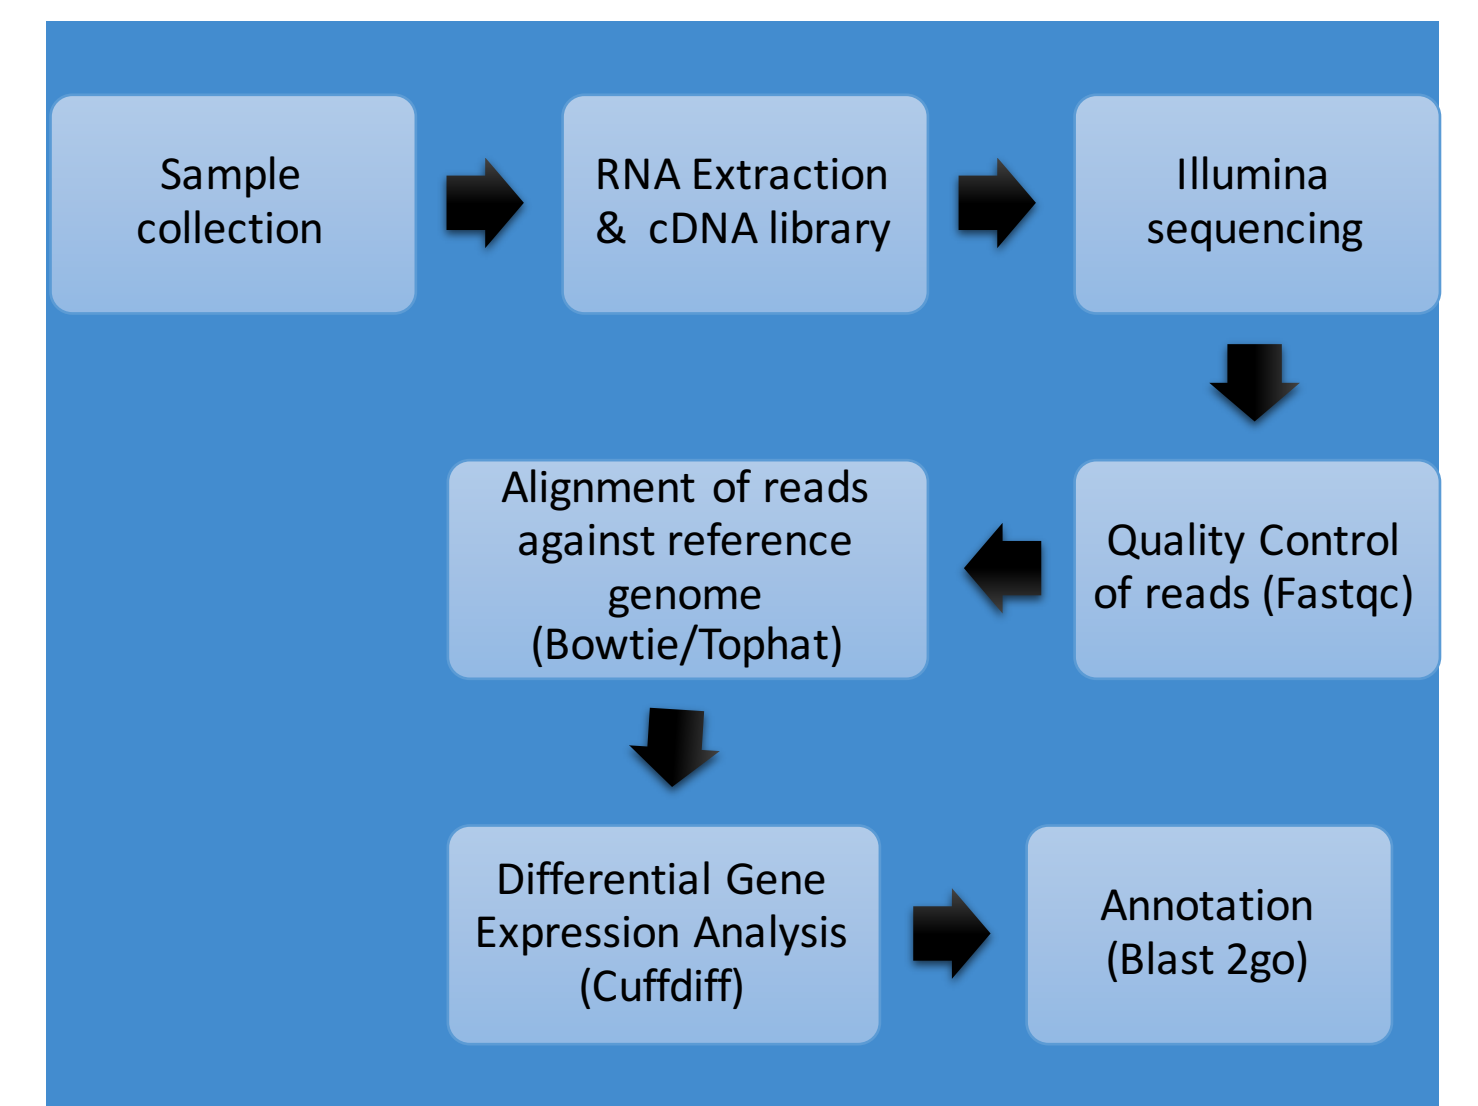 Sample
collection
RNA Extraction
& cDNA library
Illumina
sequencing
Quality Control
of reads (Fastqc)
Alignment of reads
against reference
genome
(Bowtie/Tophat)
Differential Gene
Expression Analysis
(Cuffdiff)
Annotation
(Blast 2go)